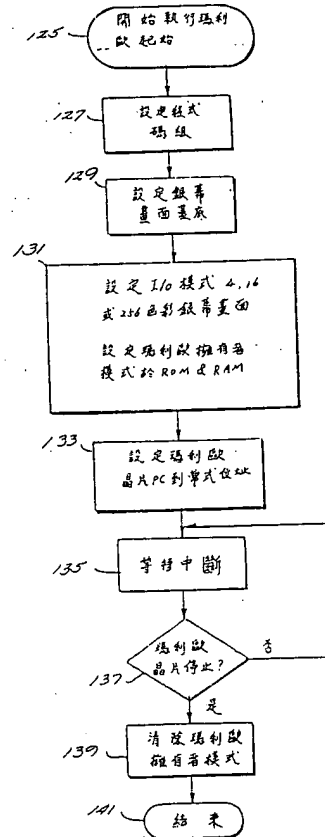 125
開始執行瑪利
歐起始
127
設定程式
碼組
129
設定銀幕
畫面基底
131
設定 I/O 模式 4,16
或 256 色彩銀幕畫面
設定瑪利歐擁有者
模式於 ROM & RAM
133
設定瑪利歐
晶片PC到常式位址
135
等待中斷
瑪利歐
晶片停止?
否
137
是
139
清除瑪利歐
擁有者模式
141
結束